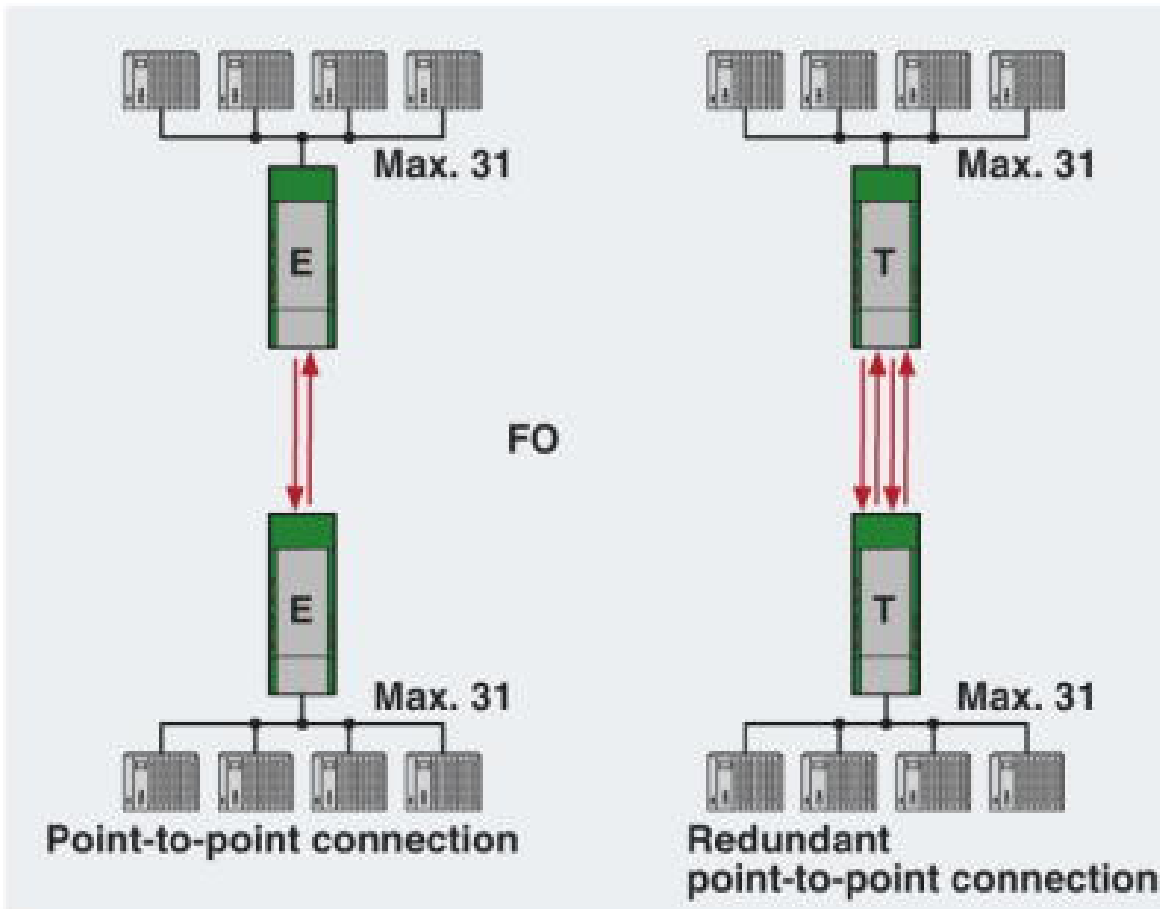 Max. 31
Max. 31
E
T
FO
E
T
Max. 31
Max. 31
Point-to-point connection
Redundant
point-to-point connection